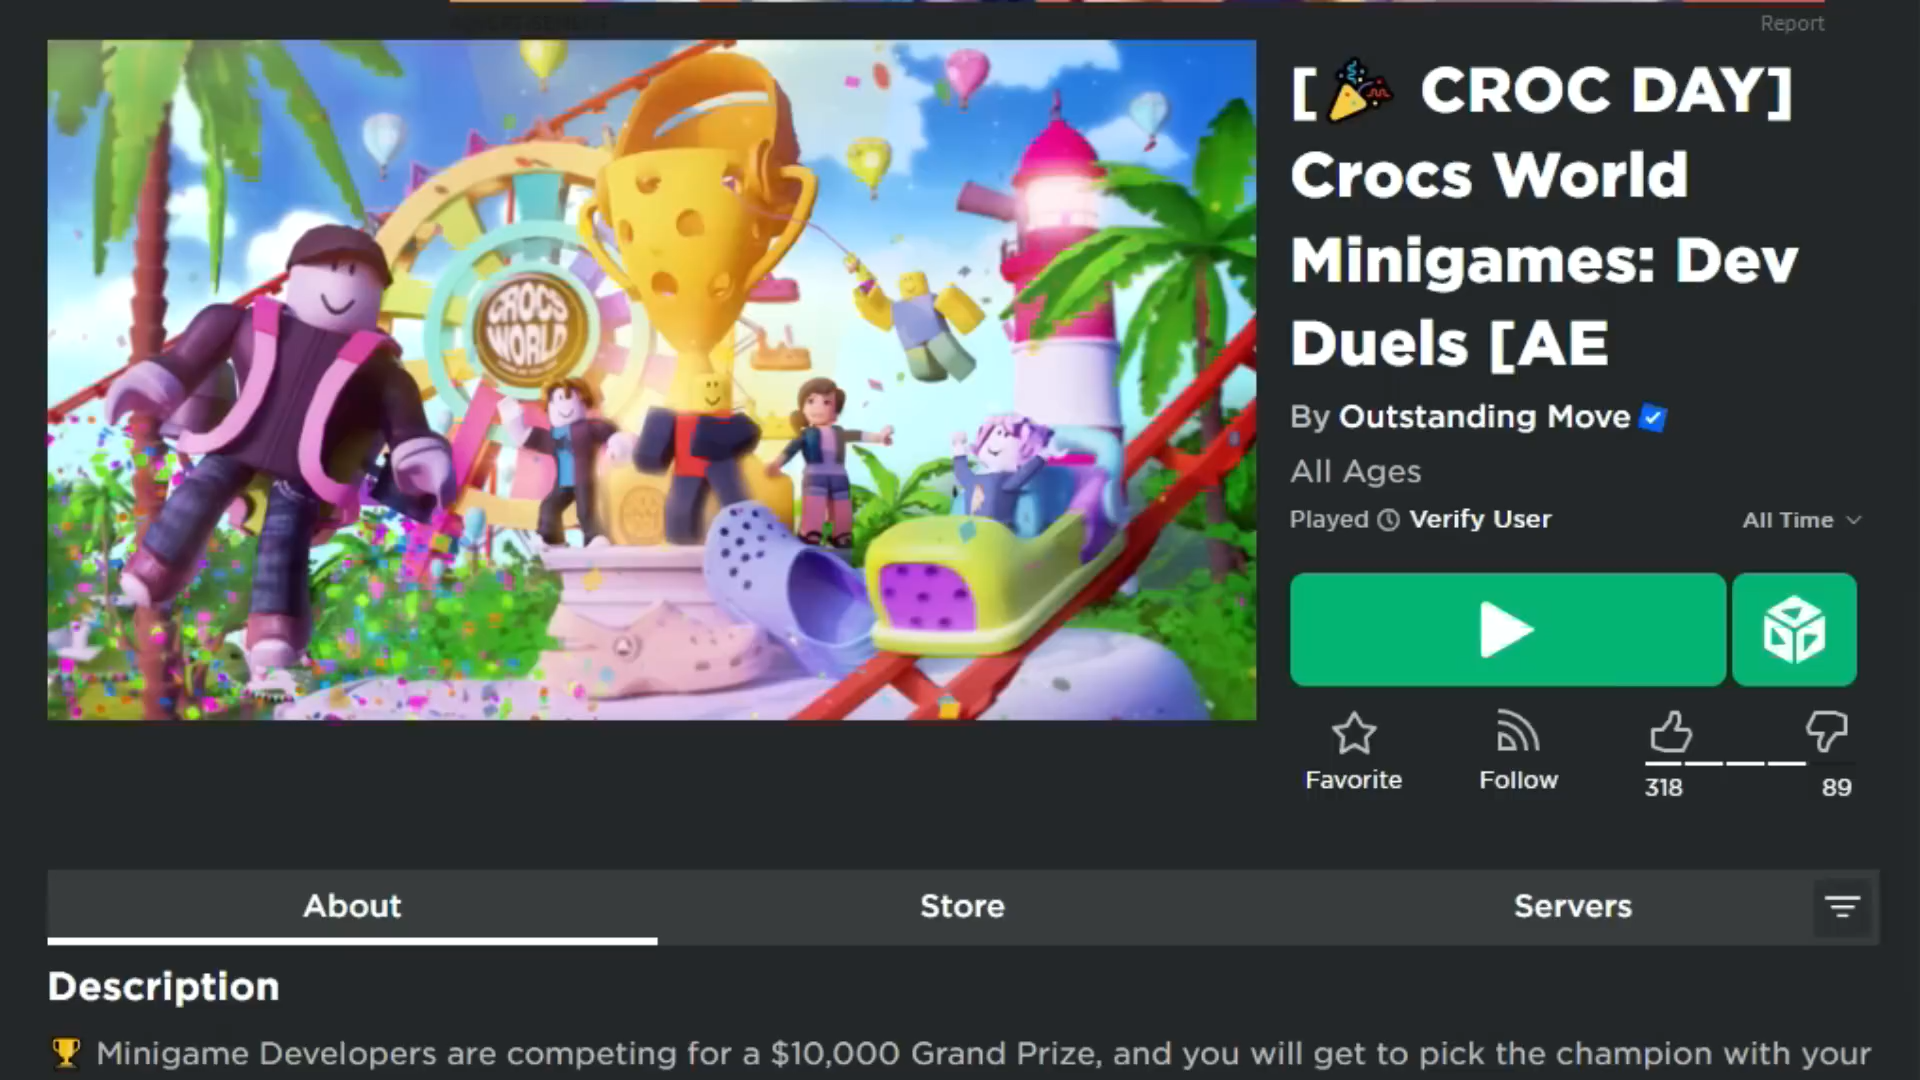 Report
CROCS
WORLD
[🎉 CROC DAY]
Crocs World
Minigames: Dev
Duels [AE
By Outstanding Move
All Ages
Played Verify User
All Time
Favorite
Follow
318
89
About
Store
Servers
Description
🏆 Minigame Developers are competing for a $10,000 Grand Prize, and you will get to pick the champion with your